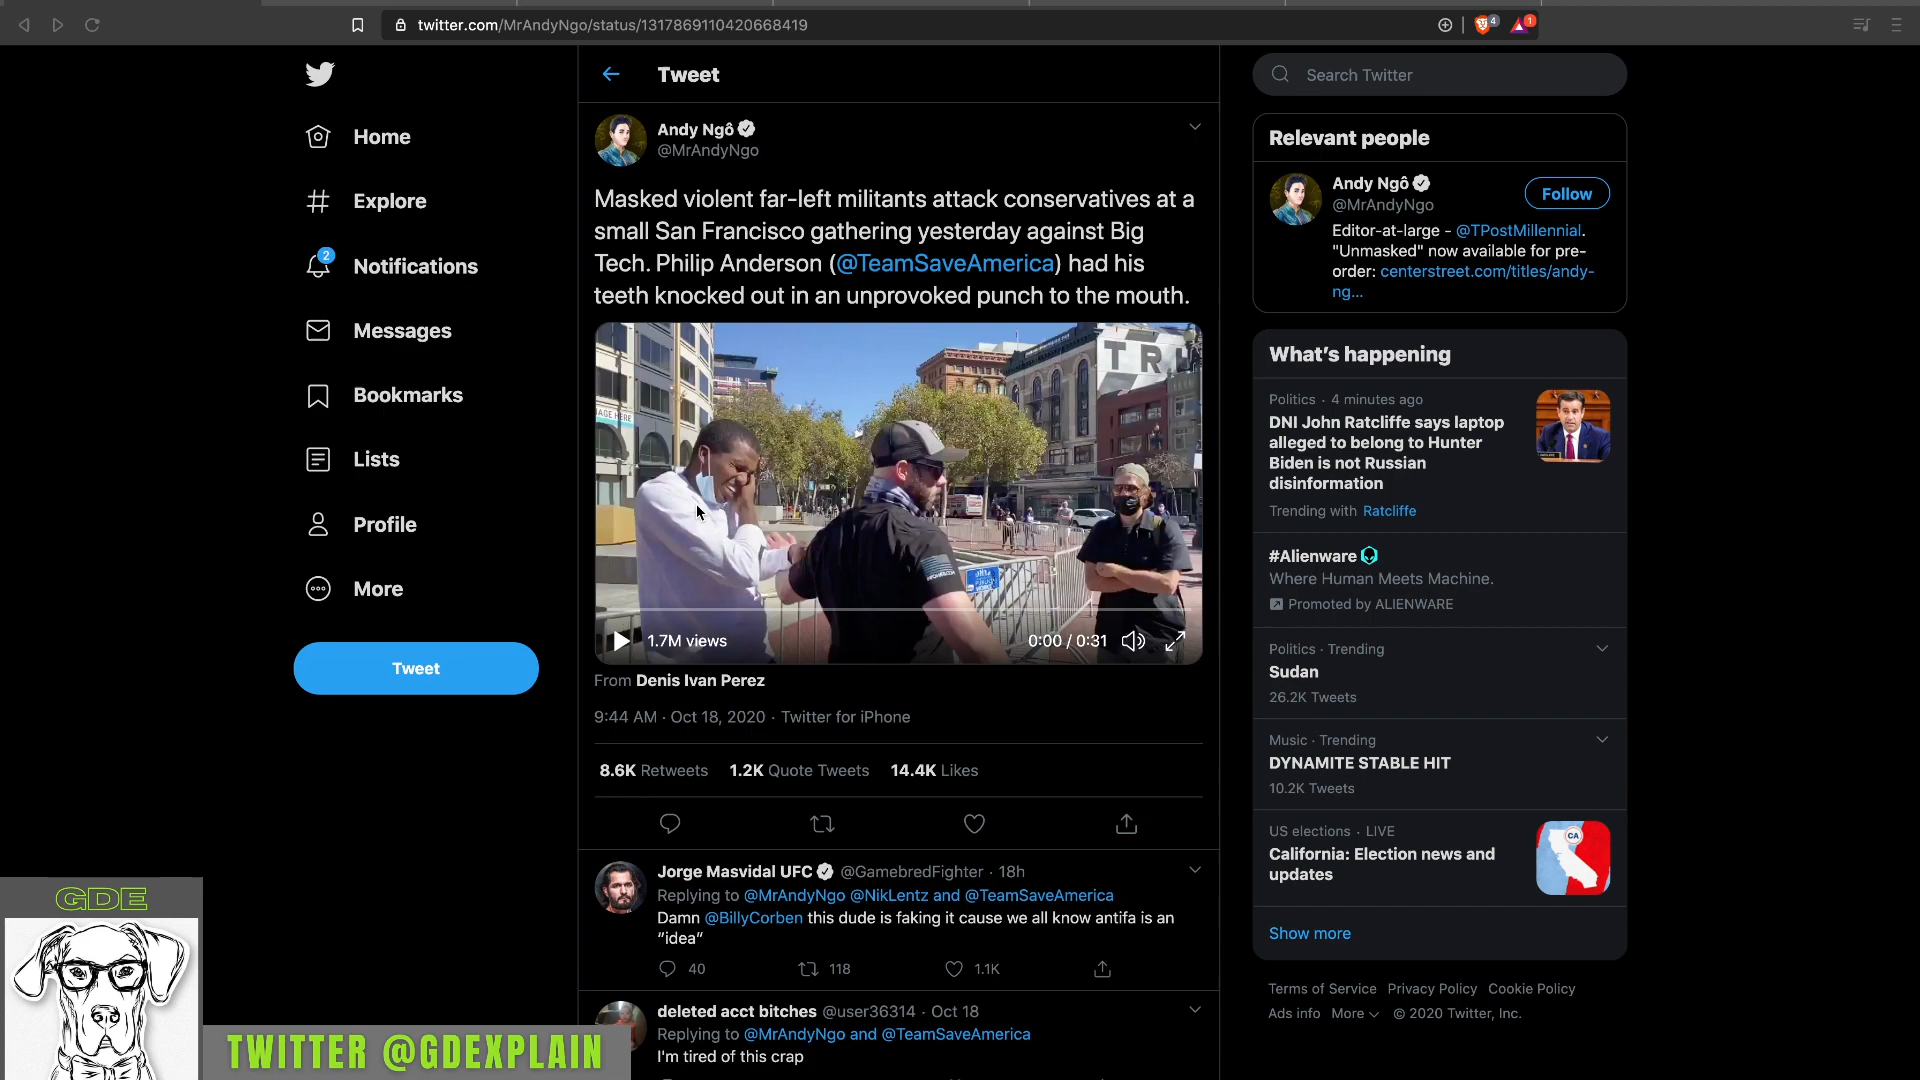 twitter.com/MrAndyNgo/status/1317869110420668419
4
1
Home
Explore
2
Notifications
Messages
Bookmarks
Lists
Profile
More
Tweet
Tweet
Andy Ngô
@MrAndyNgo
Masked violent far-left militants attack conservatives at a
small San Francisco gathering yesterday against Big
Tech. Philip Anderson (@TeamSaveAmerica) had his
teeth knocked out in an unprovoked punch to the mouth.
TR
1.7M views
0:00 / 0:31
From Denis Ivan Perez
9:44 AM · Oct 18, 2020 · Twitter for iPhone
8.6K Retweets 1.2K Quote Tweets 14.4K Likes
Jorge Masvidal UFC @GamebredFighter · 18h
Replying to @MrAndyNgo @NikLentz and @TeamSaveAmerica
Damn @BillyCorben this dude is faking it cause we all know antifa is an
“idea”
40 118 1.1K
deleted acct bitches @user36314 · Oct 18
Replying to @MrAndyNgo and @TeamSaveAmerica
I'm tired of this crap
Search Twitter
Relevant people
Andy Ngô
@MrAndyNgo
Follow
Editor-at-large - @TPostMillennial.
"Unmasked" now available for pre-
order: centerstreet.com/titles/andy-
ng...
What’s happening
Politics · 4 minutes ago
DNI John Ratcliffe says laptop
alleged to belong to Hunter
Biden is not Russian
disinformation
Trending with Ratcliffe
#Alienware
Where Human Meets Machine.
Promoted by ALIENWARE
Politics · Trending
Sudan
26.2K Tweets
Music · Trending
DYNAMITE STABLE HIT
10.2K Tweets
US elections · LIVE
California: Election news and
updates
CA
Show more
Terms of Service Privacy Policy Cookie Policy
Ads info More © 2020 Twitter, Inc.
GDE
TWITTER @GDEXPLAIN